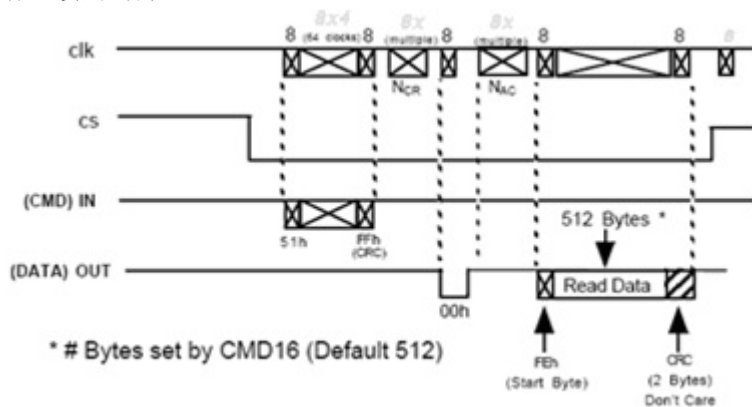 8x4 8x 8x
8 (64 clocks) 8 (multiple) 8 (multiple) 8 8 8
clk
NCR NAC
cs
(CMD) IN
51h FFh
(CRC)
512 Bytes *
(DATA) OUT
Read Data
00h
* # Bytes set by CMD16 (Default 512)
FEh CRC
(Start Byte) (2 Bytes)
Don't Care